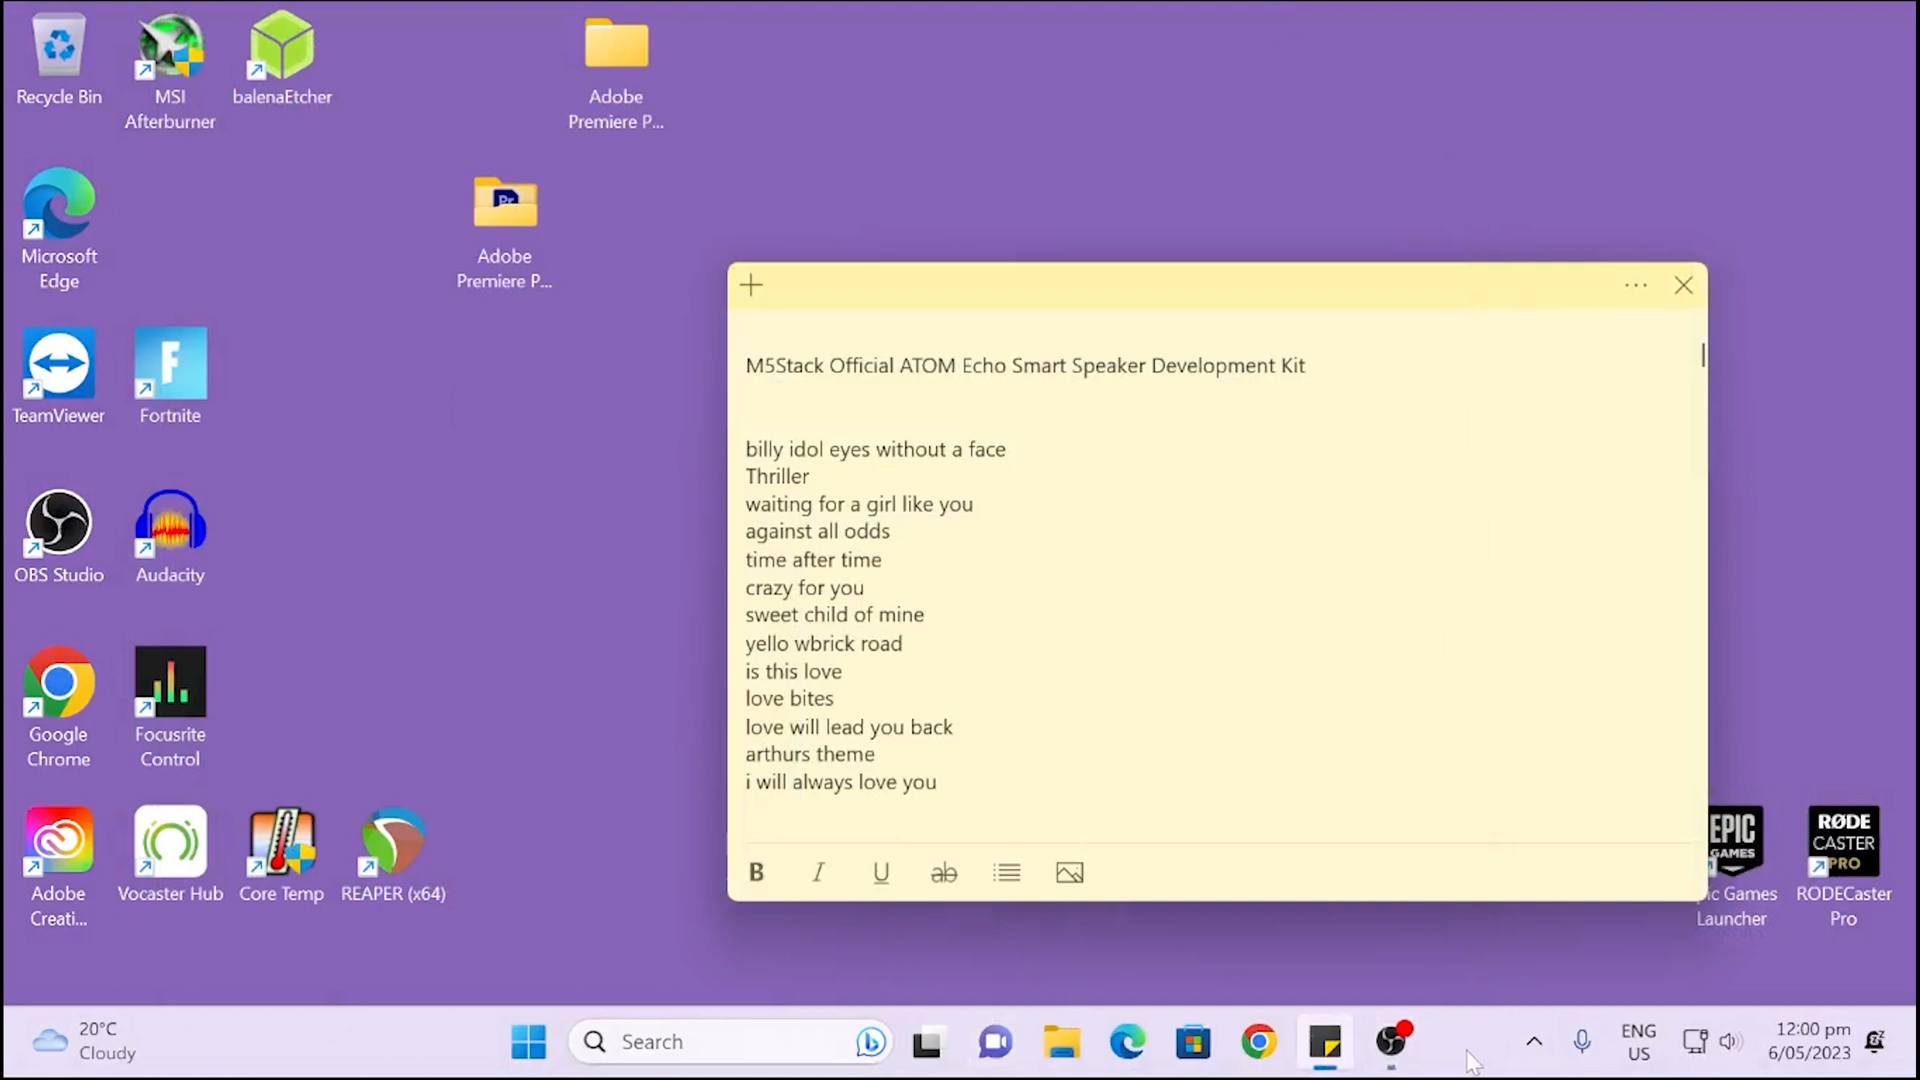 Recycle Bin
MSI
Afterburner
balenaEtcher
Adobe
Premiere P...
Microsoft
Edge
Pr
Adobe
Premiere P...
TeamViewer
F
Fortnite
M5Stack Official ATOM Echo Smart Speaker Development Kit
billy idol eyes without a face
Thriller
waiting for a girl like you
against all odds
time after time
crazy for you
sweet child of mine
yello wbrick road
is this love
love bites
love will lead you back
arthurs theme
i will always love you
B I U ab
OBS Studio
Audacity
Google
Chrome
Focusrite
Control
Adobe
Creati...
Vocaster Hub
Core Temp
REAPER (x64)
EPIC
GAMES
ic Games
Launcher
RØDE
CASTER
PRO
RODECaster
Pro
20°C
Cloudy
Search
ENG
US
12:00 pm
6/05/2023